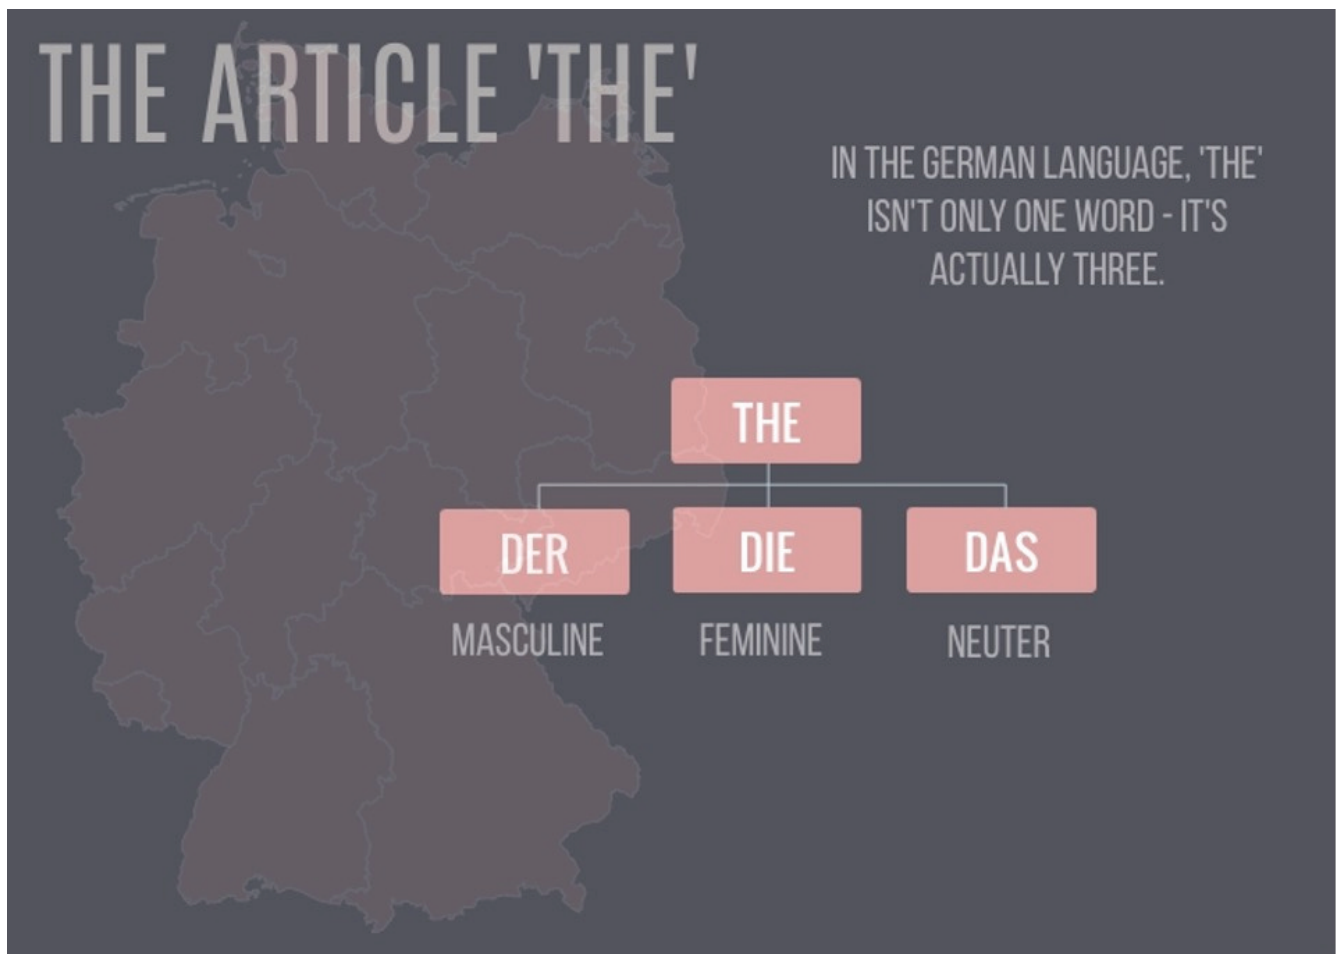 THE ARTICLE 'THE'
IN THE GERMAN LANGUAGE, 'THE'
ISN'T ONLY ONE WORD - IT'S
ACTUALLY THREE.
THE
DER
DIE
DAS
MASCULINE
FEMININE
NEUTER